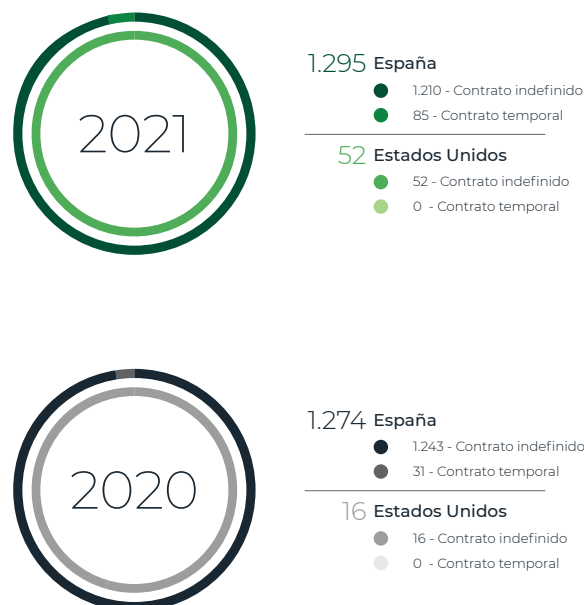 2021
1.295 España
1.210 - Contrato indefinido
85 - Contrato temporal
52 Estados Unidos
52 - Contrato indefinido
0 - Contrato temporal
2020
1.274 España
1.243 - Contrato indefinido
31 - Contrato temporal
16 Estados Unidos
16 - Contrato indefinido
0 - Contrato temporal